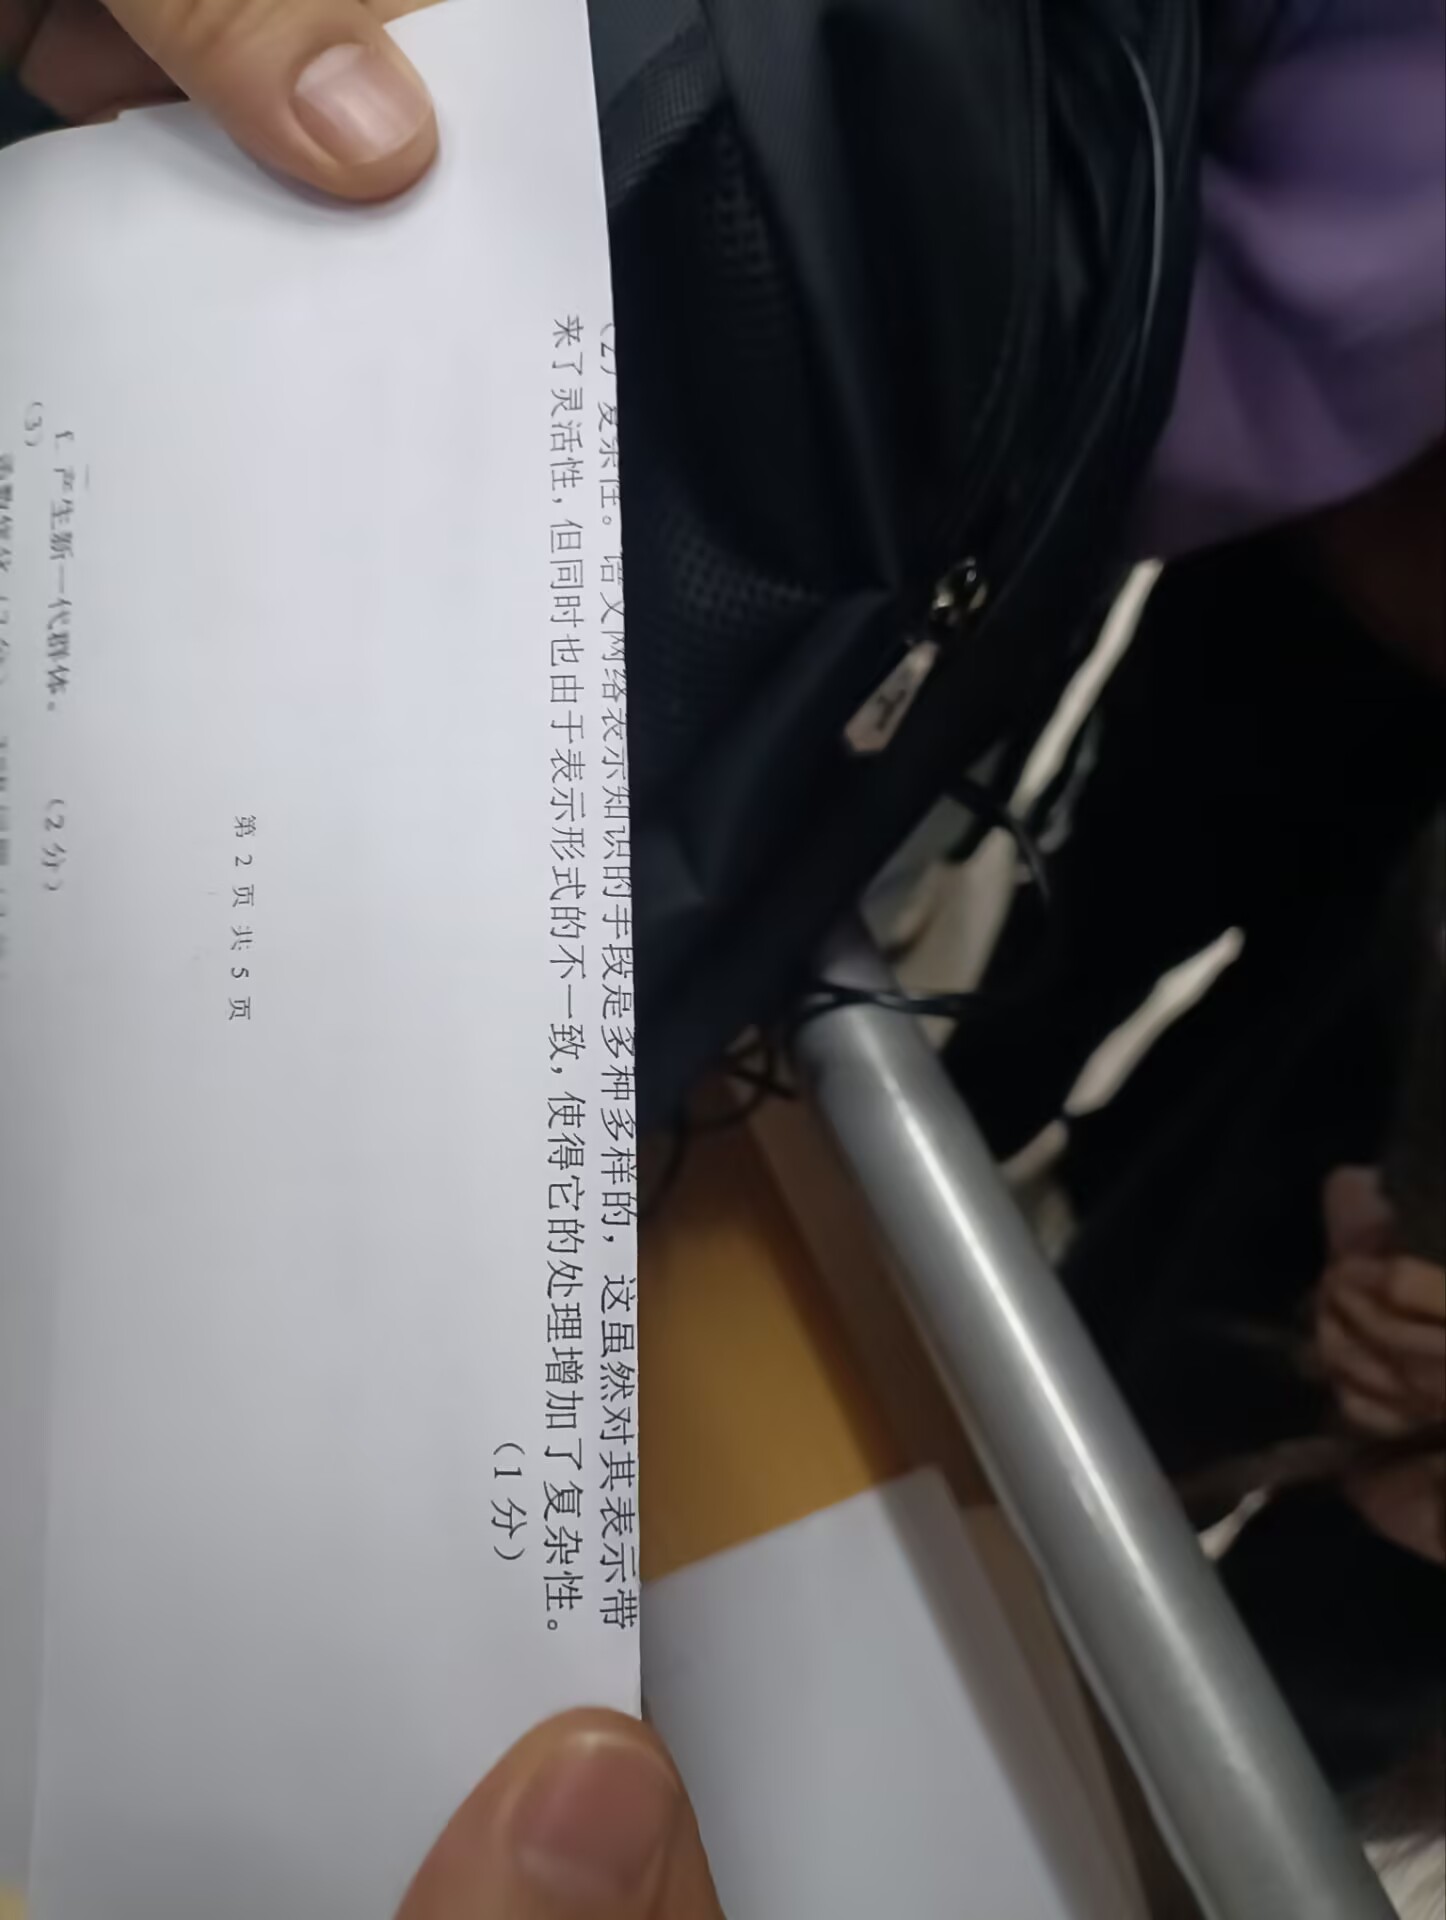 (2) 复杂性。语义网络表示知识的手段是多种多样的，这虽然对其表示带
来了灵活性，但同时也由于表示形式的不一致，使得它的处理增加了复杂性。
(1 分)
第 2 页 共 5 页
f. 产生新一代群体。 (2 分)
(3)